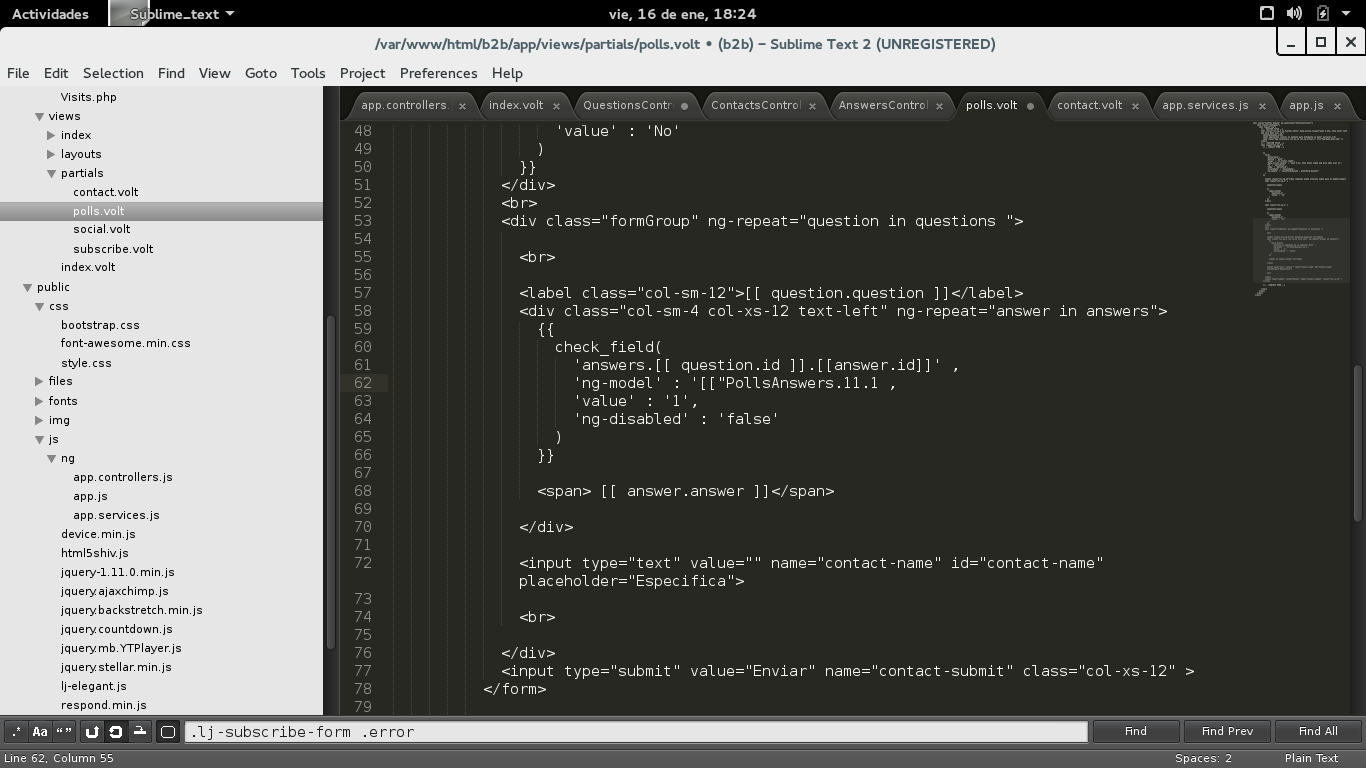 Actividades Sublime_text vie, 16 de ene, 18:24
/var/www/html/b2b/app/views/partials/polls.volt • (b2b) – Sublime Text 2 (UNREGISTERED)
File Edit Selection Find View Goto Tools Project Preferences Help
Visits.php
views
index
layouts
partials
contact.volt
polls.volt
social.volt
subscribe.volt
index.volt
public
css
bootstrap.css
font-awesome.min.css
style.css
files
fonts
img
js
ng
app.controllers.js
app.js
app.services.js
device.min.js
html5shiv.js
jquery-1.11.0.min.js
jquery.ajaxchimp.js
jquery.backstretch.min.js
jquery.countdown.js
jquery.mb.YTPlayer.js
jquery.stellar.min.js
lj-elegant.js
respond.min.js
app.controllers. × index.volt × QuestionsContr • ContactsControl × AnswersControl × polls.volt • contact.volt × app.services.js × app.js ×
48 'value' : 'No'
49 )
50 }}
51 </div>
52 <br>
53 <div class="formGroup" ng-repeat="question in questions ">
54
55 <br>
56
57 <label class="col-sm-12">[[ question.question ]]</label>
58 <div class="col-sm-4 col-xs-12 text-left" ng-repeat="answer in answers">
59 {{
60 check_field(
61 'answers.[[ question.id ]].[[answer.id]]' ,
62 'ng-model' : '[["PollsAnswers.11.1 ,
63 'value' : '1',
64 'ng-disabled' : 'false'
65 )
66 }}
67
68 <span> [[ answer.answer ]]</span>
69
70 </div>
71
72 <input type="text" value="" name="contact-name" id="contact-name"
placeholder="Especifica">
73
74 <br>
75
76 </div>
77 <input type="submit" value="Enviar" name="contact-submit" class="col-xs-12" >
78 </form>
79
.* Aa “” .lj-subscribe-form .error Find Find Prev Find All
Line 62, Column 55 Spaces: 2 Plain Text